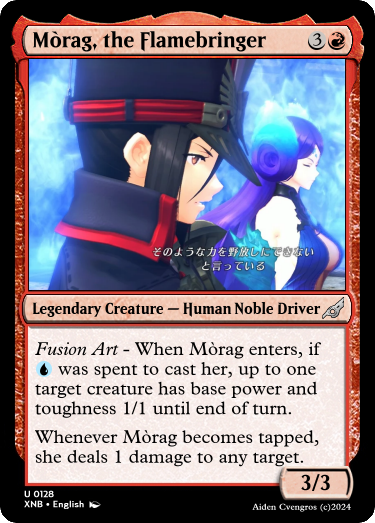 Mòrag, the Flamebringer
3
そのような力を野放しにできない
と言っている
Legendary Creature — Human Noble Driver
Fusion Art - When Mòrag enters, if
was spent to cast her, up to one
target creature has base power and
toughness 1/1 until end of turn.
Whenever Mòrag becomes tapped,
she deals 1 damage to any target.
3/3
U 0128
XNB • English
Aiden Cvengros (c)2024